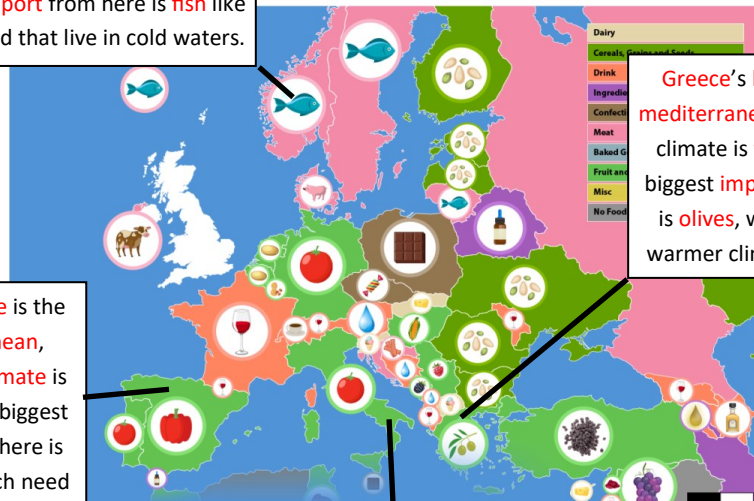 port from here is fish like
d that live in cold waters.
Dairy
Cereals, Grains and Seeds
Drink
Meat
Baked G
Fruit and
Misc
No Food
Greece's
mediterrane
climate is
biggest imp
is olives,
warmer clim
e is the
nean,
mate is
biggest
here is
ch need